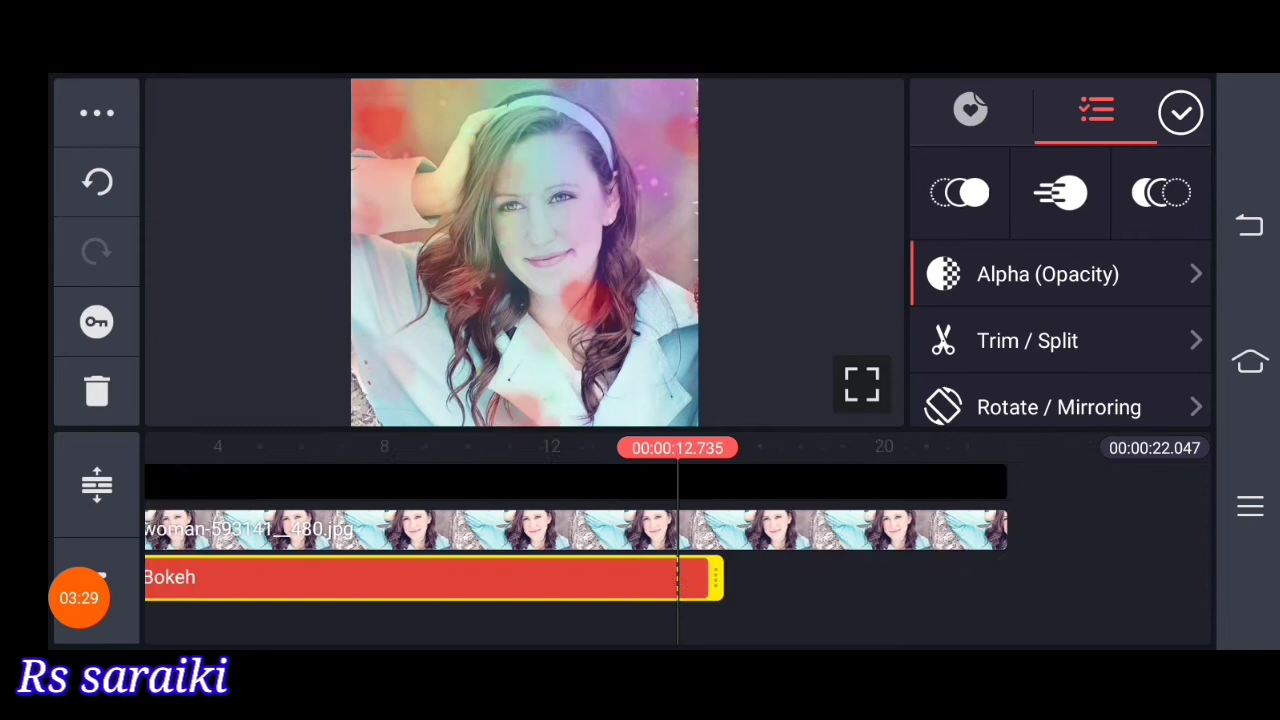 Alpha (Opacity)
Trim / Split
Rotate / Mirroring
4 8 12 00:00:12.735 20 00:00:22.047
woman-593141__480.jpg
Bokeh
03:29
Rs saraiki